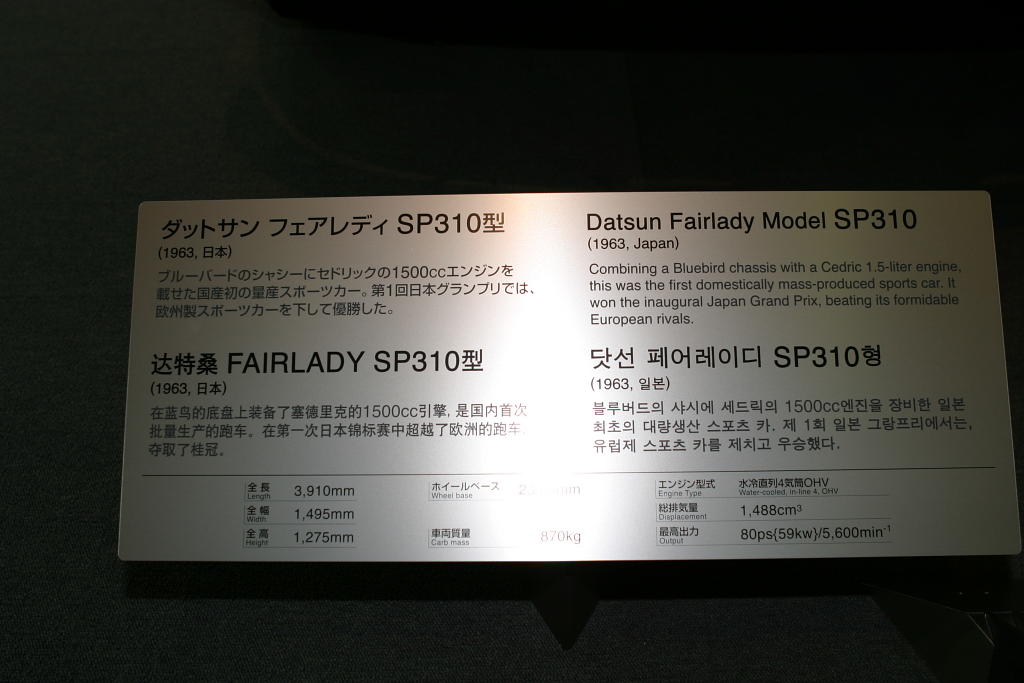 ダットサン フェアレディ SP310型
(1963, 日本)
ブルーバードのシャシーにセドリックの1500ccエンジンを
載せた国産初の量産スポーツカー。第1回日本グランプリでは、
欧州製スポーツカーを下して優勝した。
Datsun Fairlady Model SP310
(1963, Japan)
Combining a Bluebird chassis with a Cedric 1.5-liter engine,
this was the first domestically mass-produced sports car. It
won the inaugural Japan Grand Prix, beating its formidable
European rivals.
达特桑 FAIRLADY SP310型
(1963, 日本)
在蓝鸟的底盘上装备了塞德里克的1500cc引擎, 是国内首次
批量生产的跑车。在第一次日本锦标赛中超越了欧洲的跑车,
夺取了桂冠。
닷선 페어레이디 SP310형
(1963, 일본)
블루버드의 샤시에 세드릭의 1500cc엔진을 장비한 일본
최초의 대량생산 스포츠 카. 제 1회 일본 그랑프리에서는,
유럽제 스포츠 카를 제치고 우승했다.
全長 Length 3,910mm
全幅 Width 1,495mm
全高 Height 1,275mm
ホイールベース Wheel base
車両質量 Carb mass 870kg
エンジン型式 Engine Type 水冷直列4気筒OHV Water-cooled, in-line 4, OHV
総排気量 Displacement 1,488cm³
最高出力 Output 80ps{59kw}/5,600min⁻¹